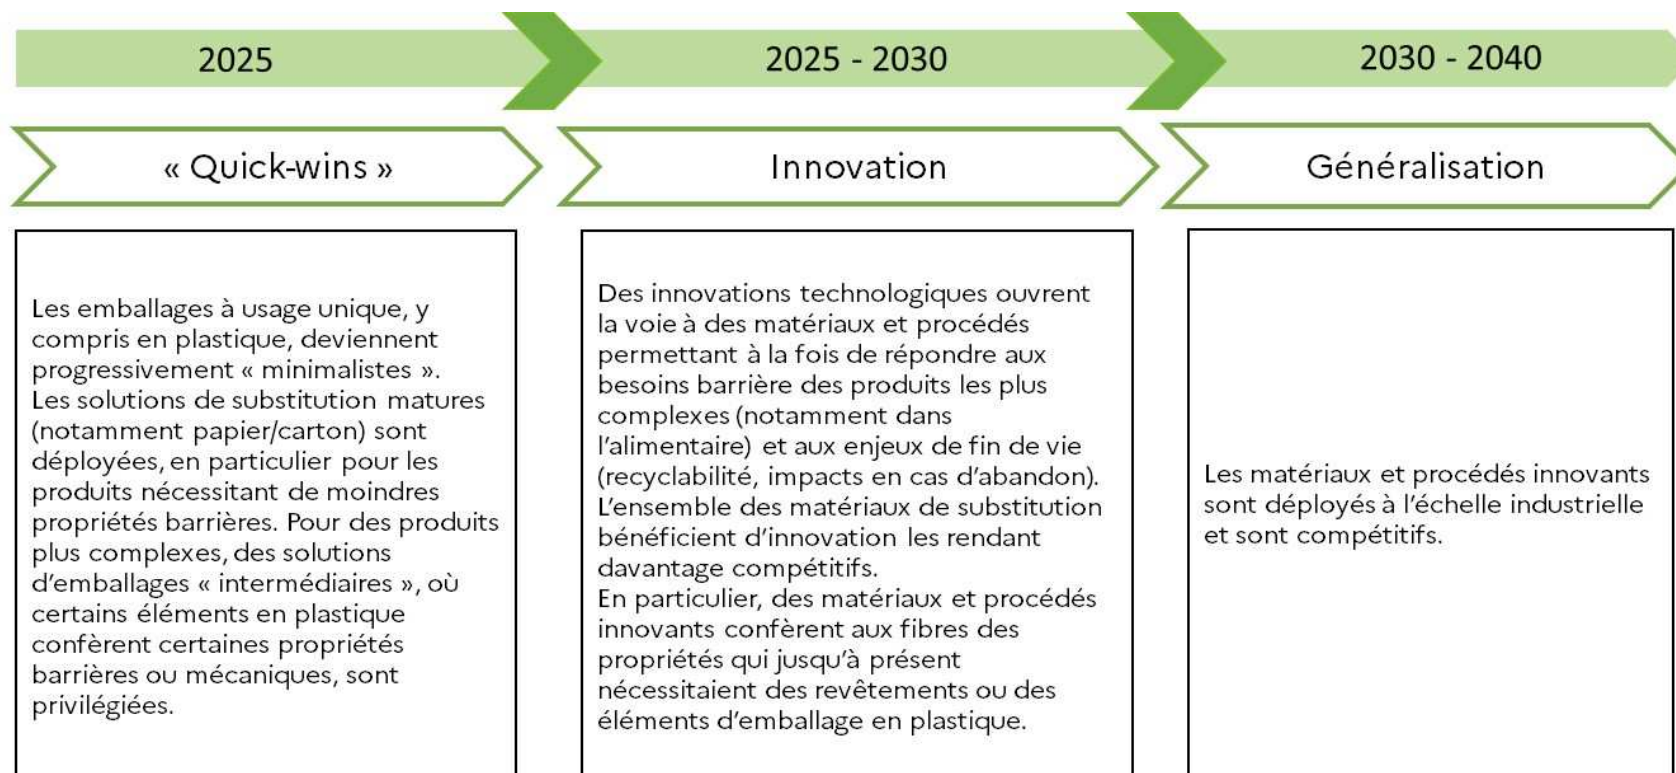 2025
2025 - 2030
2030 - 2040
« Quick-wins »
Innovation
Généralisation
Les emballages à usage unique, y
compris en plastique, deviennent
progressivement « minimalistes ».
Les solutions de substitution matures
(notamment papier/carton) sont
déployées, en particulier pour les
produits nécessitant de moindres
propriétés barrières. Pour des produits
plus complexes, des solutions
d'emballages « intermédiaires », où
certains éléments en plastique
confèrent certaines propriétés
barrières ou mécaniques, sont
privilégiées.
Des innovations technologiques ouvrent
la voie à des matériaux et procédés
permettant à la fois de répondre aux
besoins barrière des produits les plus
complexes (notamment dans
l'alimentaire) et aux enjeux de fin de vie
(recyclabilité, impacts en cas d'abandon).
L'ensemble des matériaux de substitution
bénéficient d'innovation les rendant
davantage compétitifs.
En particulier, des matériaux et procédés
innovants confèrent aux fibres des
propriétés qui jusqu'à présent
nécessitaient des revêtements ou des
éléments d'emballage en plastique.
Les matériaux et procédés innovants
sont déployés à l'échelle industrielle
et sont compétitifs.